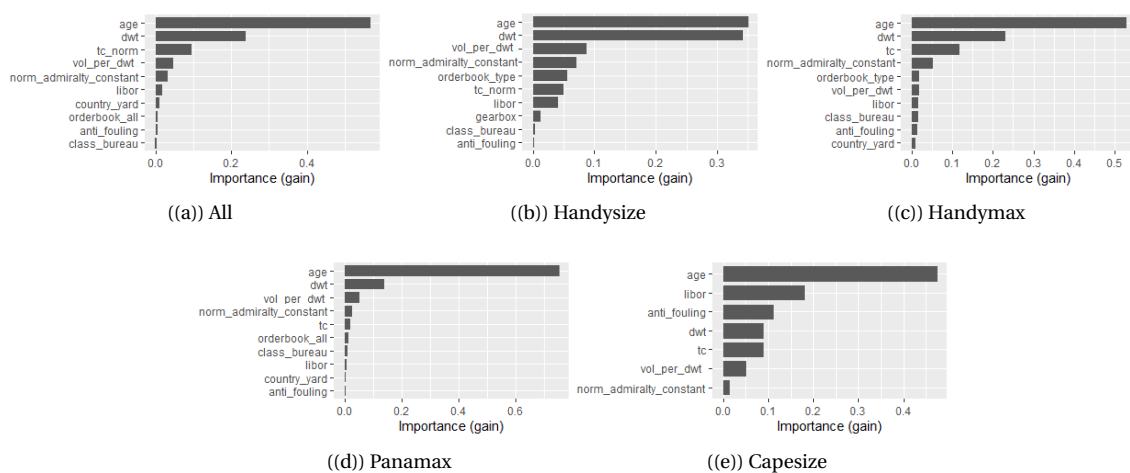 age
dwt
tc_norm
vol_per_dwt
norm_admiralty_constant
libor
country_yard
orderbook_all
anti_fouling
class_bureau
0.0 0.4
Importance (gain)
((a)) All
age
dwt
vol_per_dwt
norm_admiralty_constant
orderbook_type
tc_norm
libor
gearbox
class_bureau
anti_fouling
0.0 0.1 0.2 0.3
Importance (gain)
((b)) Handysize
age
dwt
tc
norm_admiralty_constant
orderbook_type
vol_per_dwt
libor
class_bureau
anti_fouling
country_yard
0.0 0.1 0.2 0.3 0.4 0.5
Importance (gain)
((c)) Handymax
age
dwt
vol_per_dwt
norm_admiralty_constant
tc
orderbook_all
class_bureau
libor
country_yard
anti_fouling
0.0 0.2 0.4 0.6
Importance (gain)
((d)) Panamax
age
libor
anti_fouling
dwt
tc
vol_per_dwt
norm_admiralty_constant
0.0 0.1 0.2 0.3 0.4
Importance (gain)
((e)) Capesize